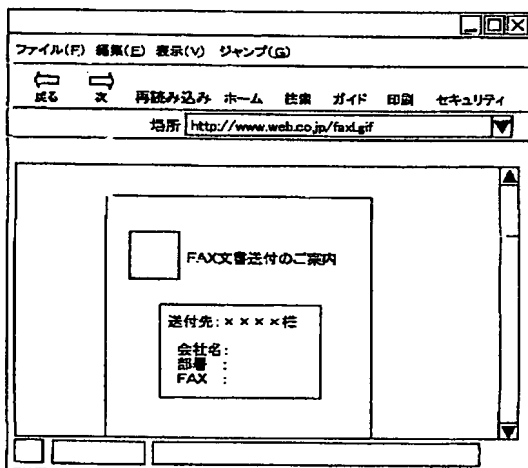 ファイル(F) 編集(E) 表示(V) ジャンプ(G)
戻る 次 再読み込み ホーム 検索 ガイド 印刷 セキュリティ
場所 http://www.web.co.jp/fax1.gif
FAX文書送付のご案内
送付先:××××様
会社名:
部署 :
FAX :